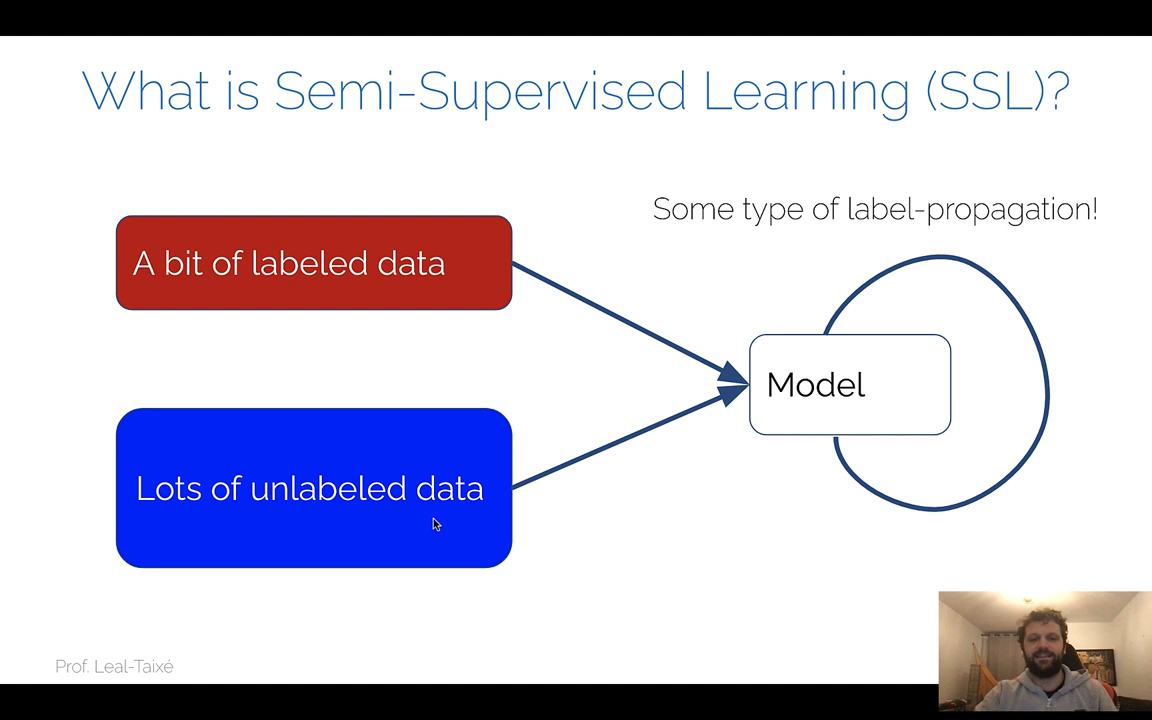 What is Semi-Supervised Learning (SSL)?
Some type of label-propagation!
A bit of labeled data
Model
Lots of unlabeled data
Prof. Leal-Taixé